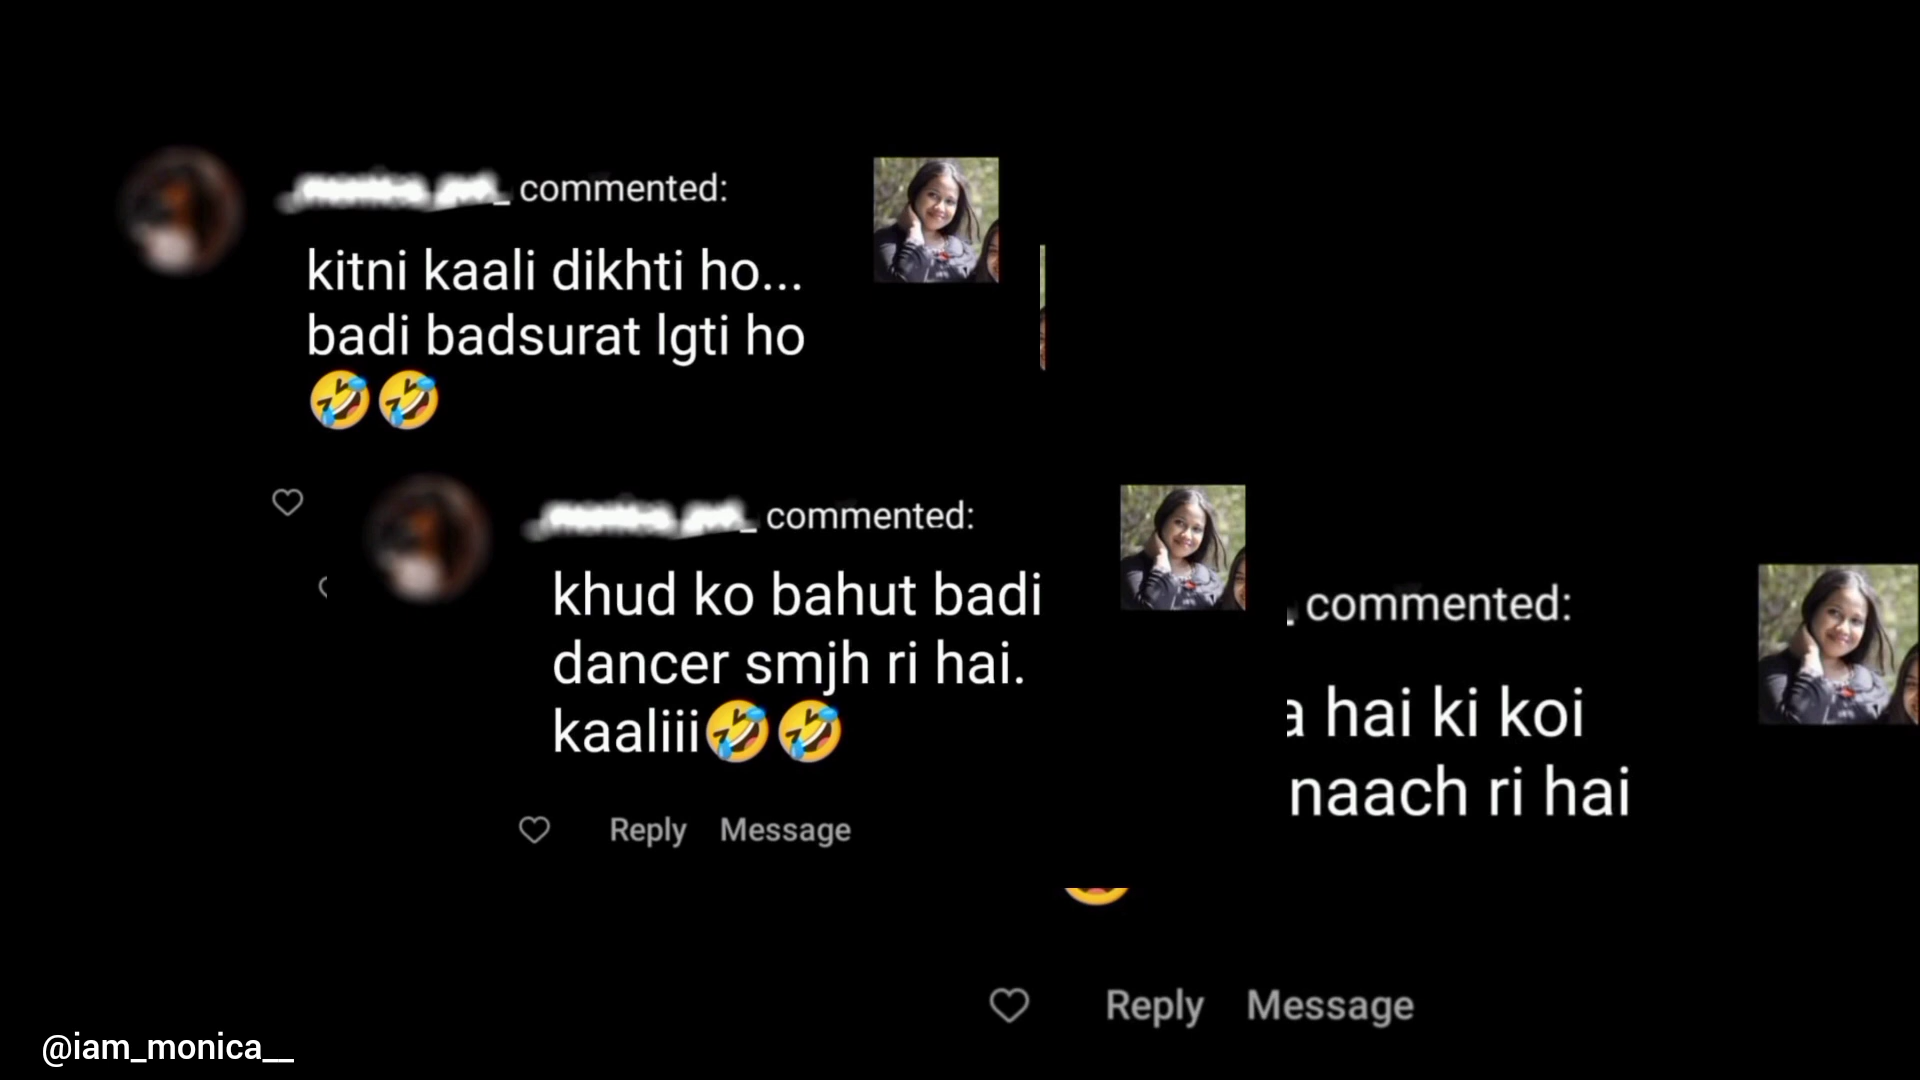 commented:
kitni kaali dikhti ho...
badi badsurat lgti ho
🤣🤣
commented:
khud ko bahut badi
dancer smjh ri hai.
kaaliii🤣🤣
Reply Message
commented:
hai ki koi
naach ri hai
Reply Message
@iam_monica__